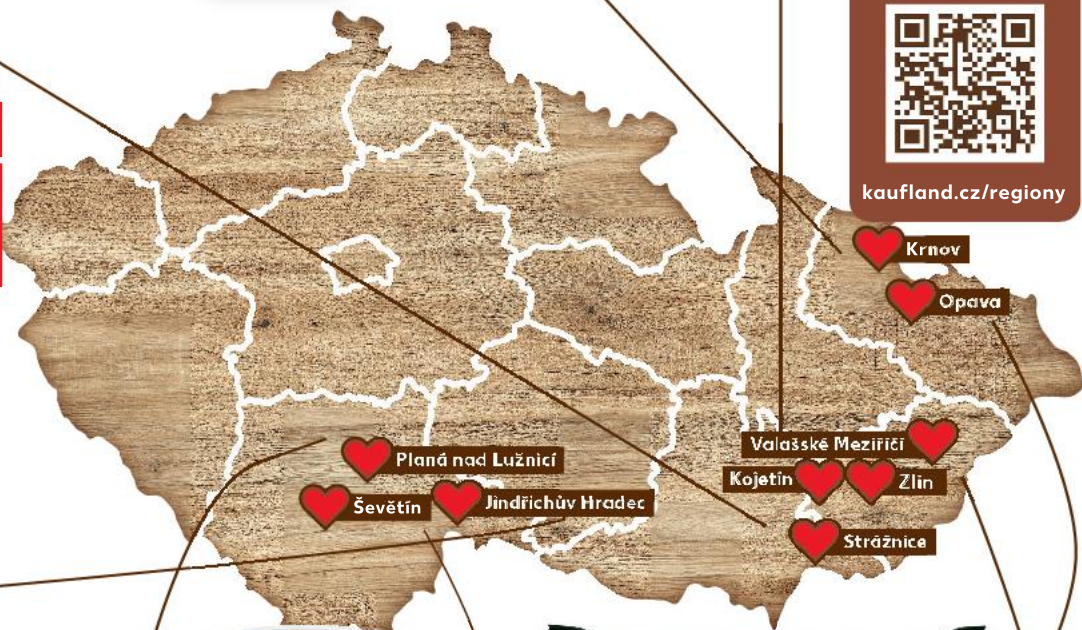 kaufland.cz/regiony
Krnov
Opava
Valašské Meziříčí
Planá nad Lužnicí
Kojetín
Zlín
Ševětín
Jindřichův Hradec
Strážnice